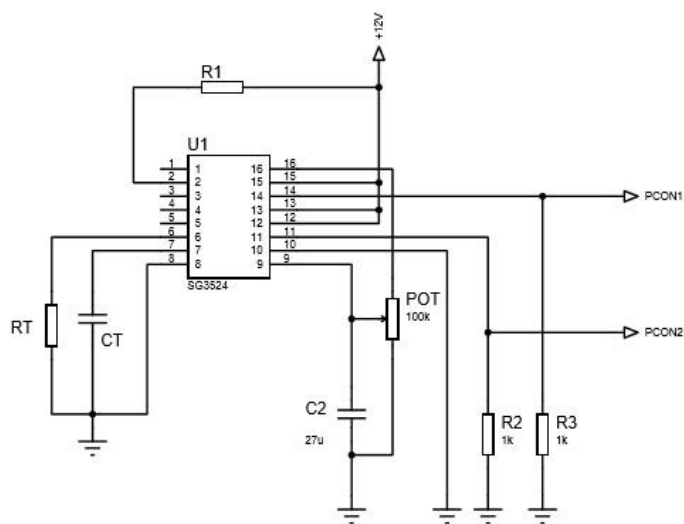 +12V
R1
U1
1 1 16 16
2 2 15 15
3 3 14 14
4 4 13 13
5 5 12 12
6 6 11 11
7 7 10 10
8 8 9 9
SG3524
PCON1
RT
CT
POT
100k
PCON2
C2
27u
R2
1k
R3
1k